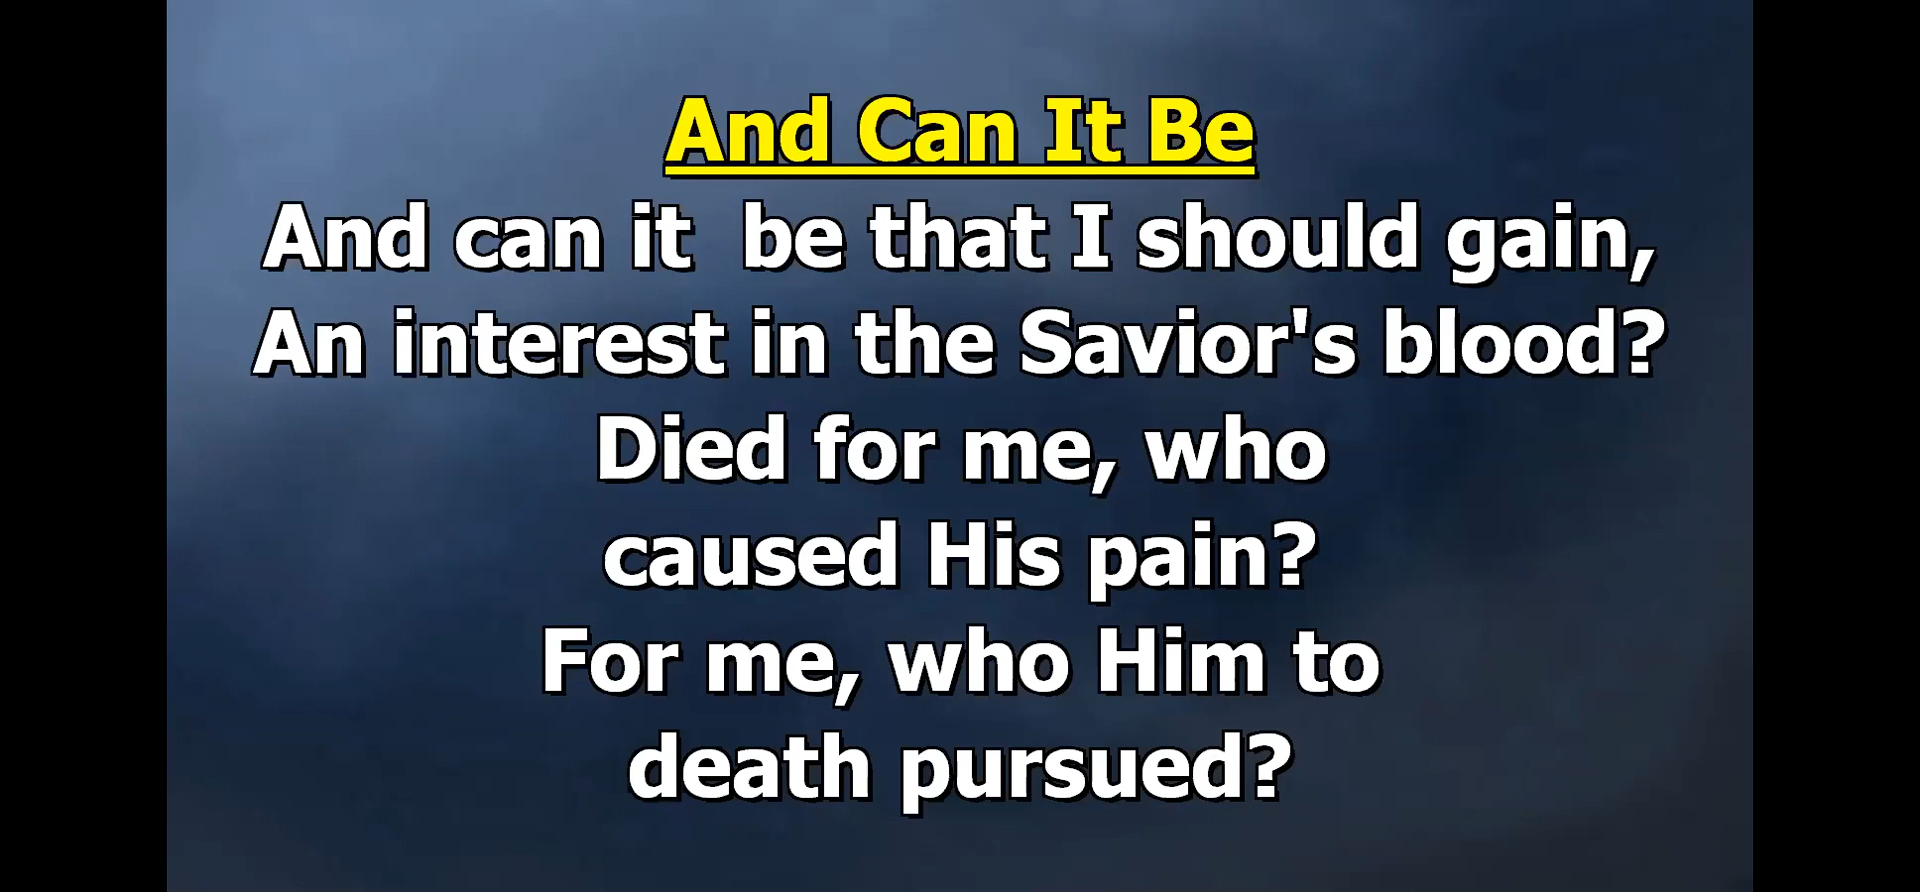 And Can It Be
And can it  be that I should gain,
An interest in the Savior's blood?
Died for me, who
caused His pain?
For me, who Him to
death pursued?